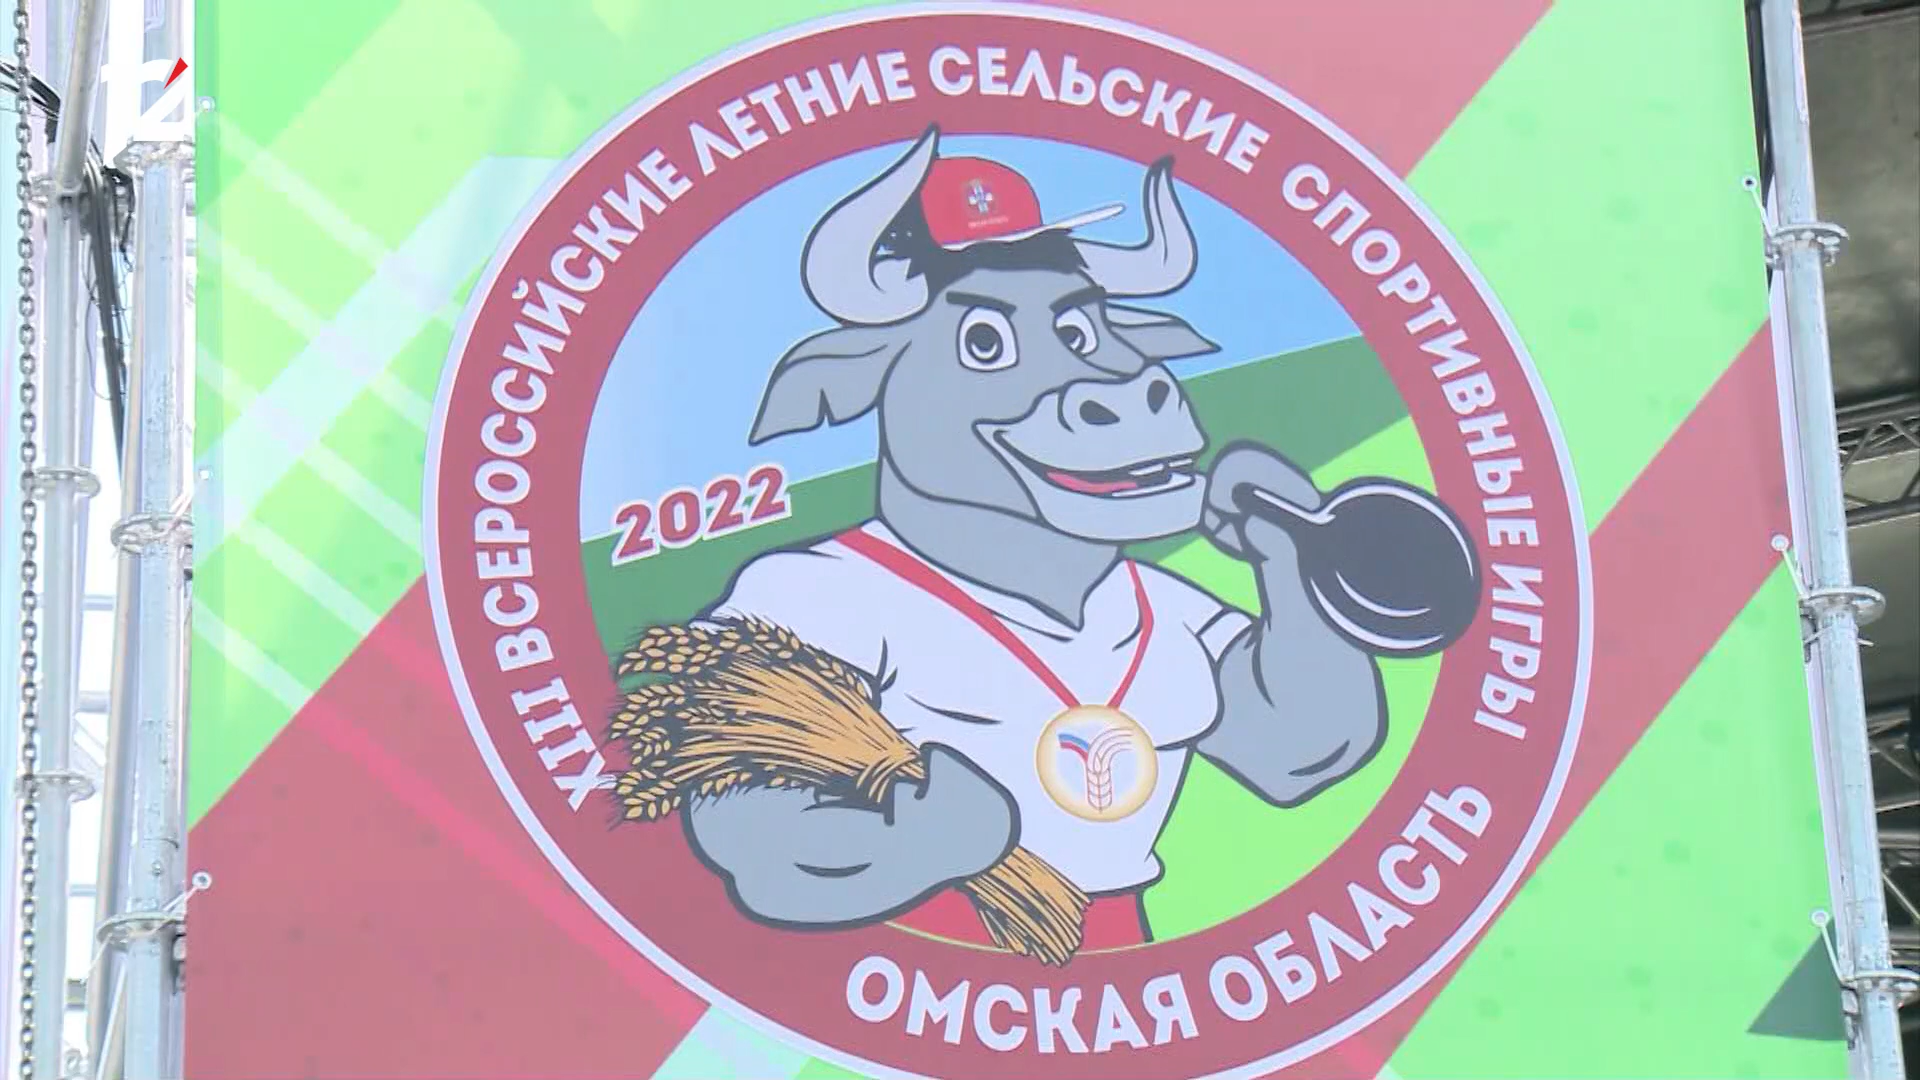 12
XIII ВСЕРОССИЙСКИЕ ЛЕТНИЕ СЕЛЬСКИЕ СПОРТИВНЫЕ ИГРЫ
2022
ОМСКАЯ ОБЛАСТЬ